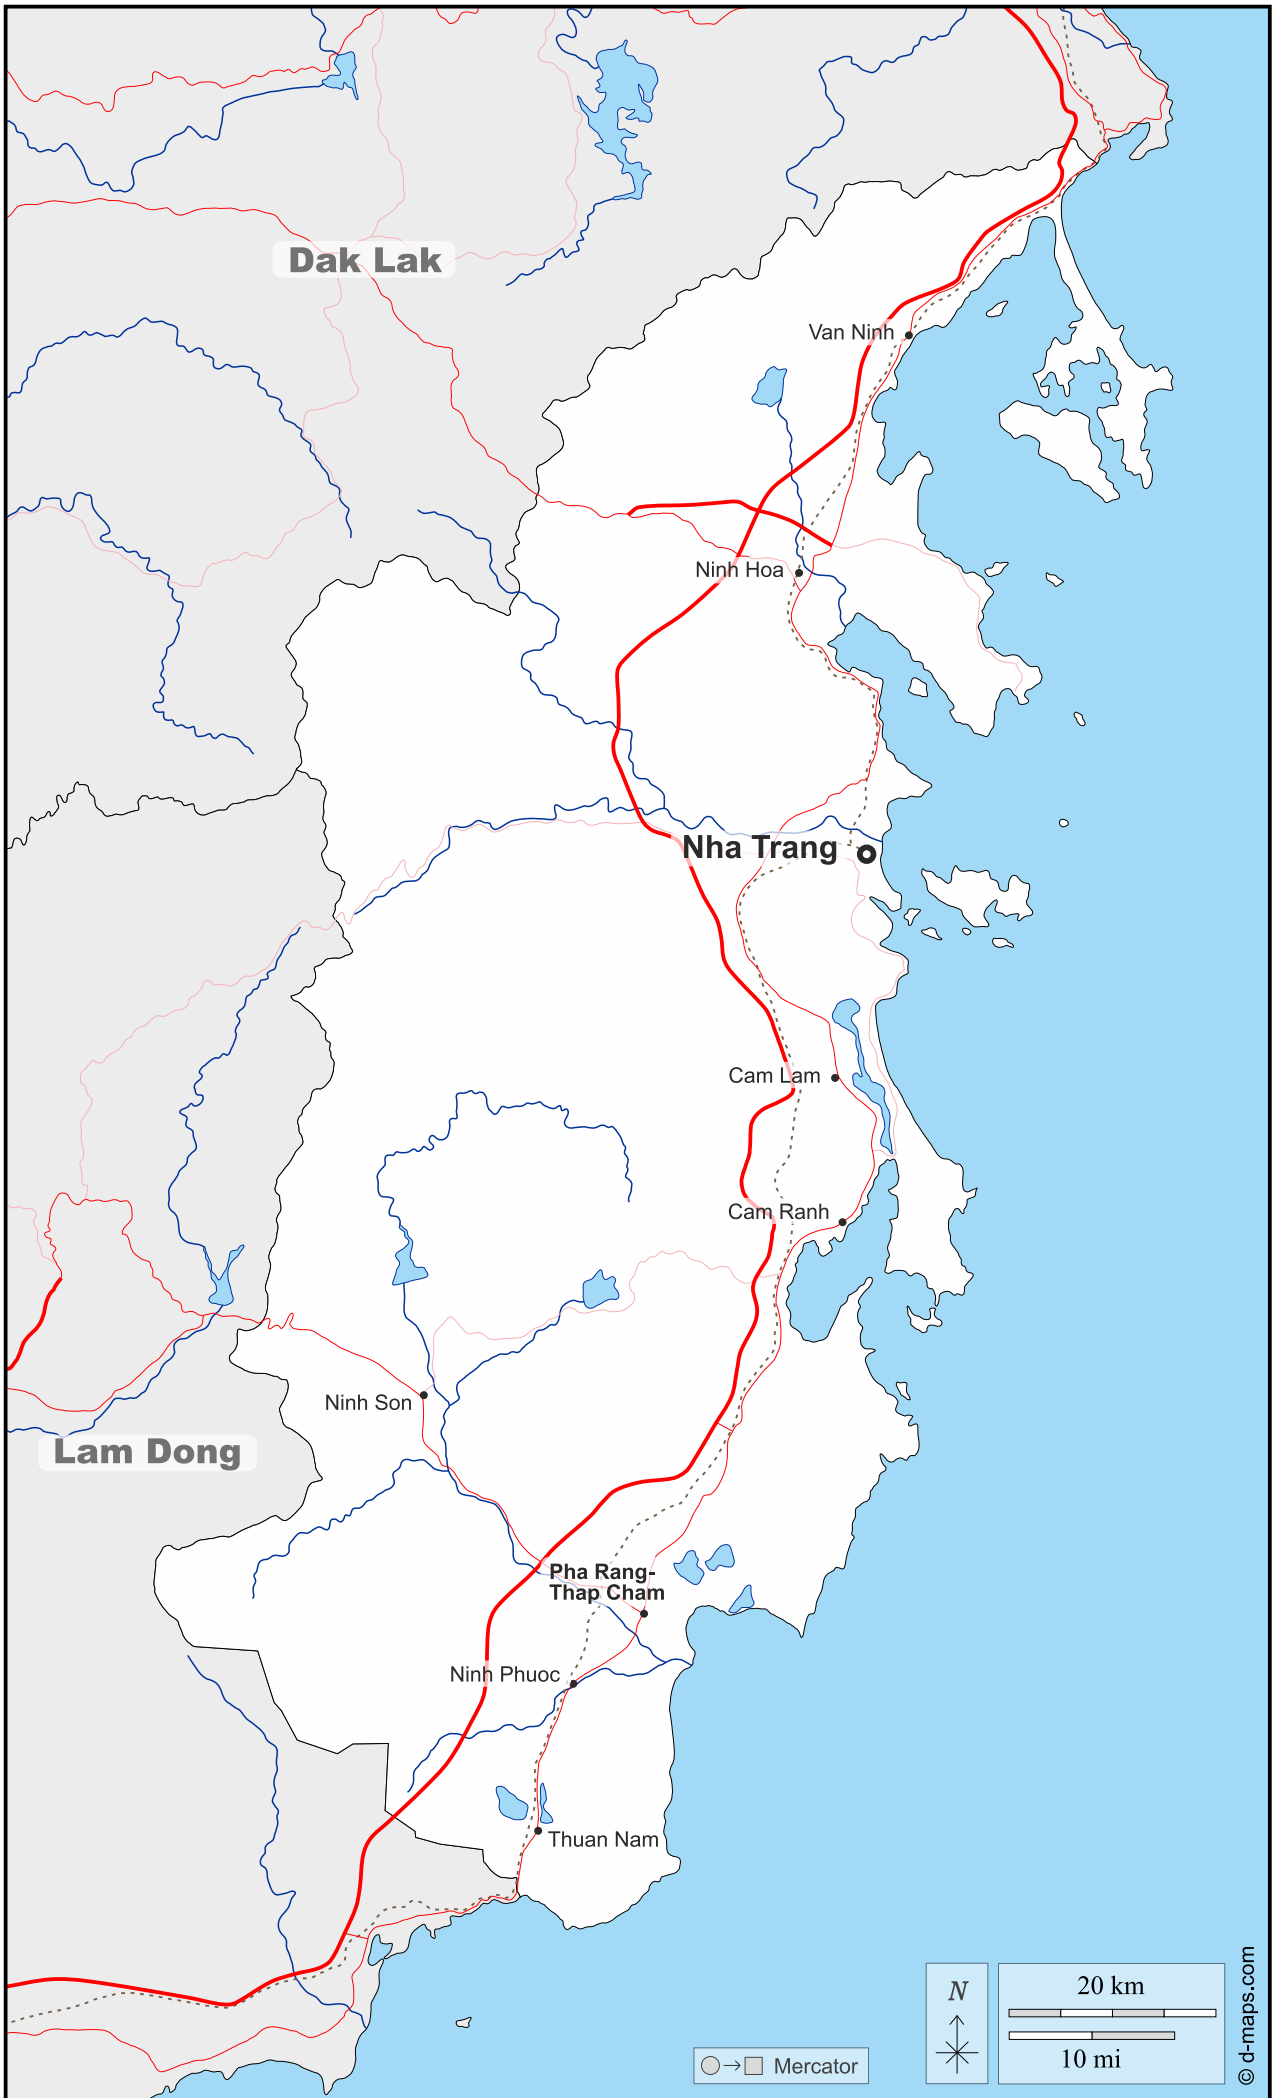 Dak Lak
Van Ninh
Ninh Hoa
Nha Trang
Cam Lam
Cam Ranh
Ninh Son
Lam Dong
Pha Rang-
Thap Cham
Ninh Phuoc
Thuan Nam
N
20 km
10 mi
Mercator
© d-maps.com